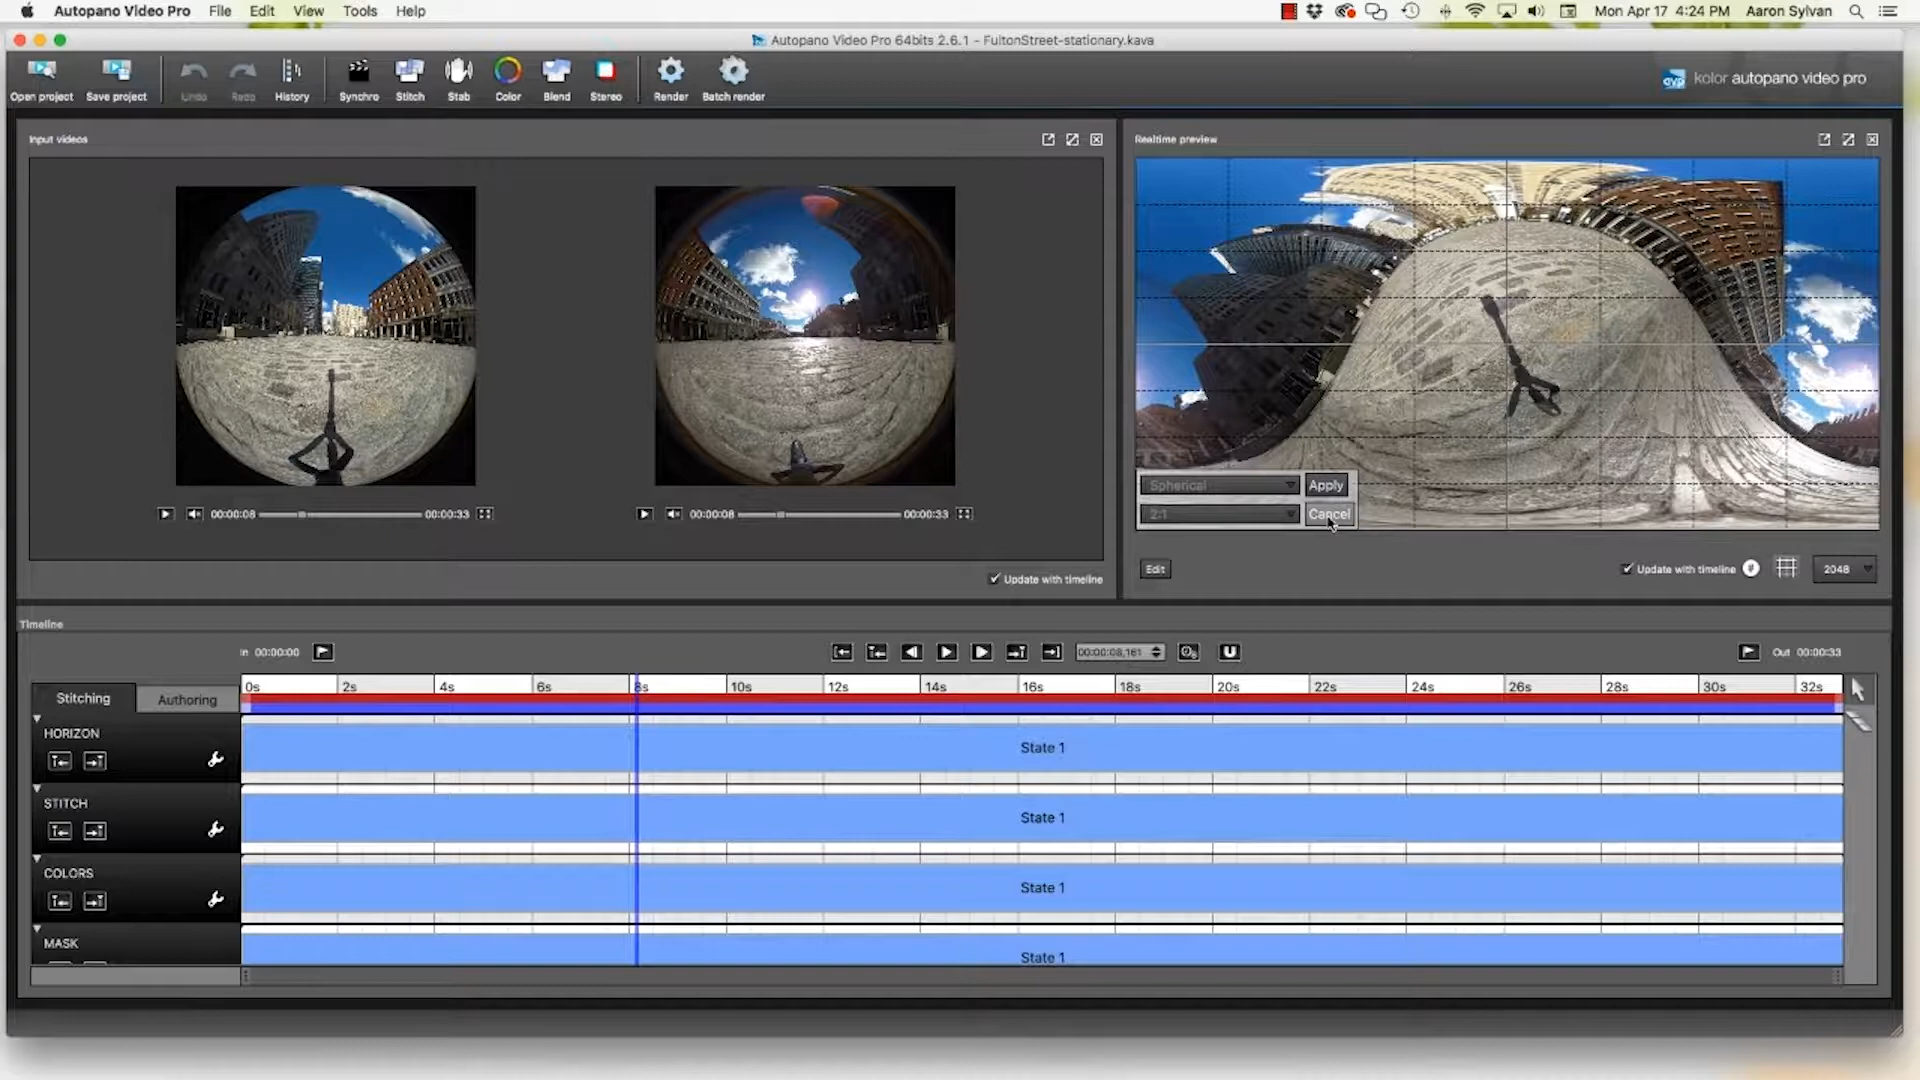 Autopano Video Pro File Edit View Tools Help Mon Apr 17 4:24 PM Aaron Sylvan
Autopano Video Pro 64bits 2.6.1 - FultonStreet-stationary.kava
Open project Save project Undo Redo History Synchro Stitch Stab Color Blend Stereo Render Batch render
avp kolor autopano video pro
Input videos
Realtime preview
00:00:08 00:00:33
00:00:08 00:00:33
Spherical Apply
2:1 Cancel
Update with timeline
Edit
Update with timeline # 2048
Timeline
In 00:00:00
00:00:08,161
Out 00:00:33
Stitching Authoring
0s 2s 4s 6s 8s 10s 12s 14s 16s 18s 20s 22s 24s 26s 28s 30s 32s
HORIZON
State 1
STITCH
State 1
COLORS
State 1
MASK
State 1